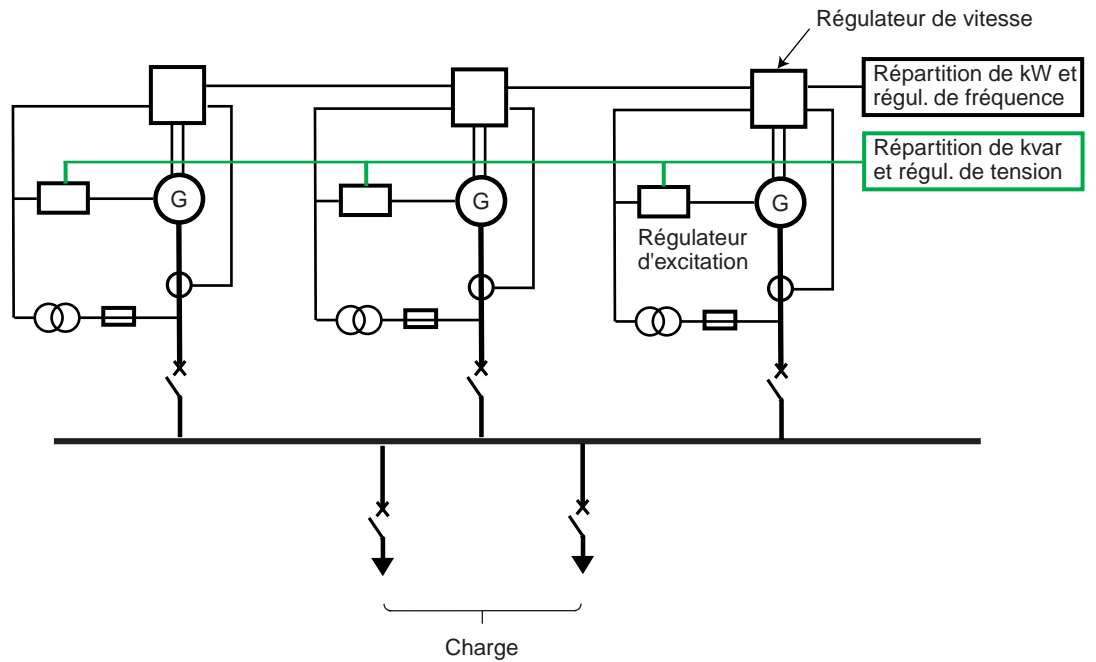 Régulateur de vitesse
Répartition de kW et
régul. de fréquence
Répartition de kvar
et régul. de tension
G
G
G
Régulateur
d'excitation
Charge